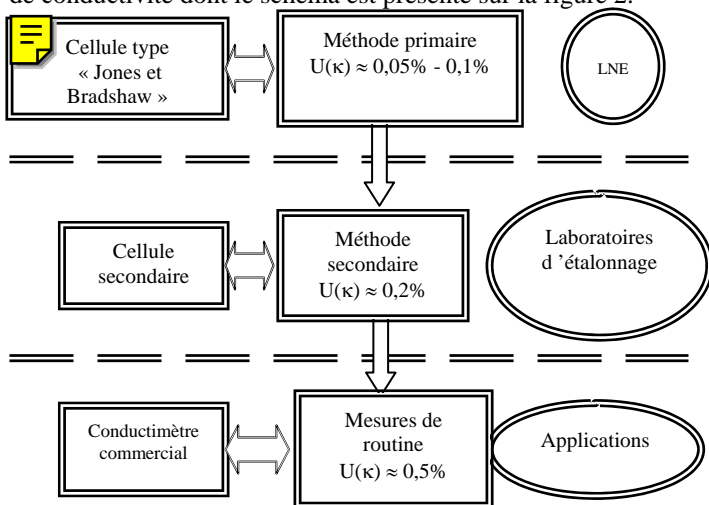 de conductivité dont le schéma est présenté sur la figure 2.
Cellule type
« Jones et
Bradshaw »
Méthode primaire
U(κ) ≈ 0,05% - 0,1%
LNE
Cellule
secondaire
Méthode
secondaire
U(κ) ≈ 0,2%
Laboratoires
d ’étalonnage
Conductimètre
commercial
Mesures de
routine
U(κ) ≈ 0,5%
Applications